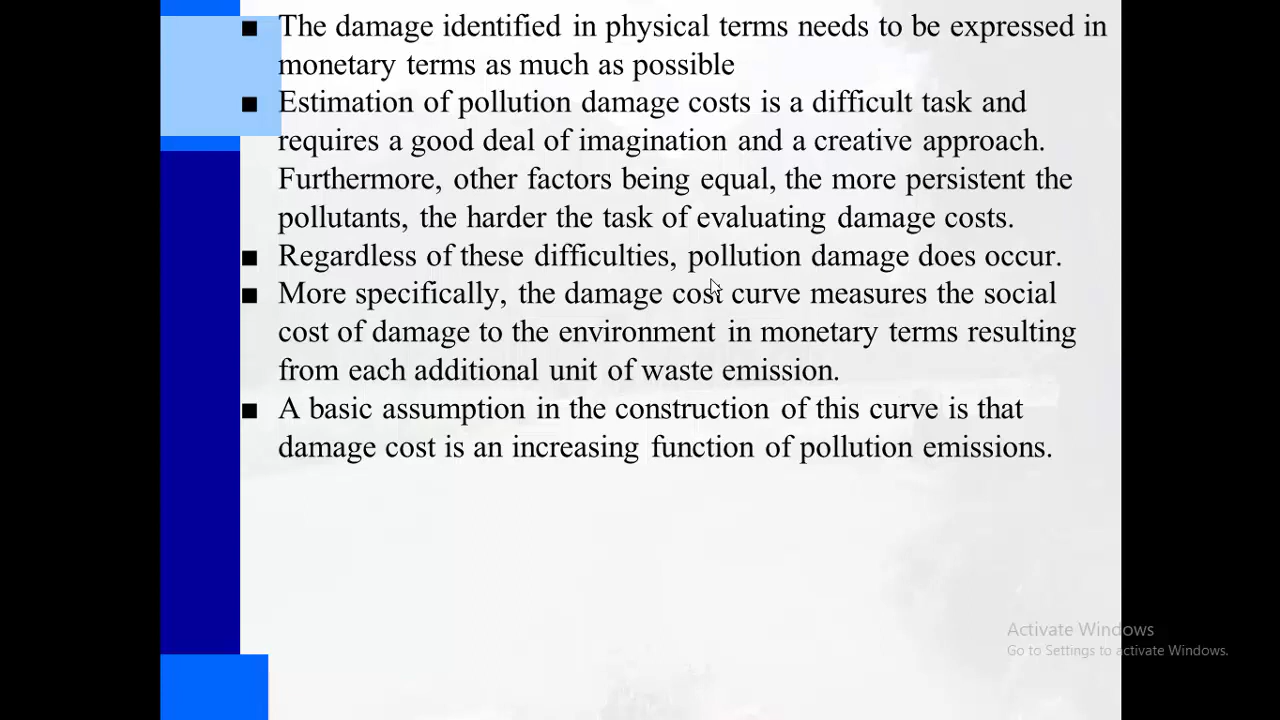 ■ The damage identified in physical terms needs to be expressed in
monetary terms as much as possible
■ Estimation of pollution damage costs is a difficult task and
requires a good deal of imagination and a creative approach.
Furthermore, other factors being equal, the more persistent the
pollutants, the harder the task of evaluating damage costs.
■ Regardless of these difficulties, pollution damage does occur.
■ More specifically, the damage cost curve measures the social
cost of damage to the environment in monetary terms resulting
from each additional unit of waste emission.
■ A basic assumption in the construction of this curve is that
damage cost is an increasing function of pollution emissions.
Activate Windows
Go to Settings to activate Windows.